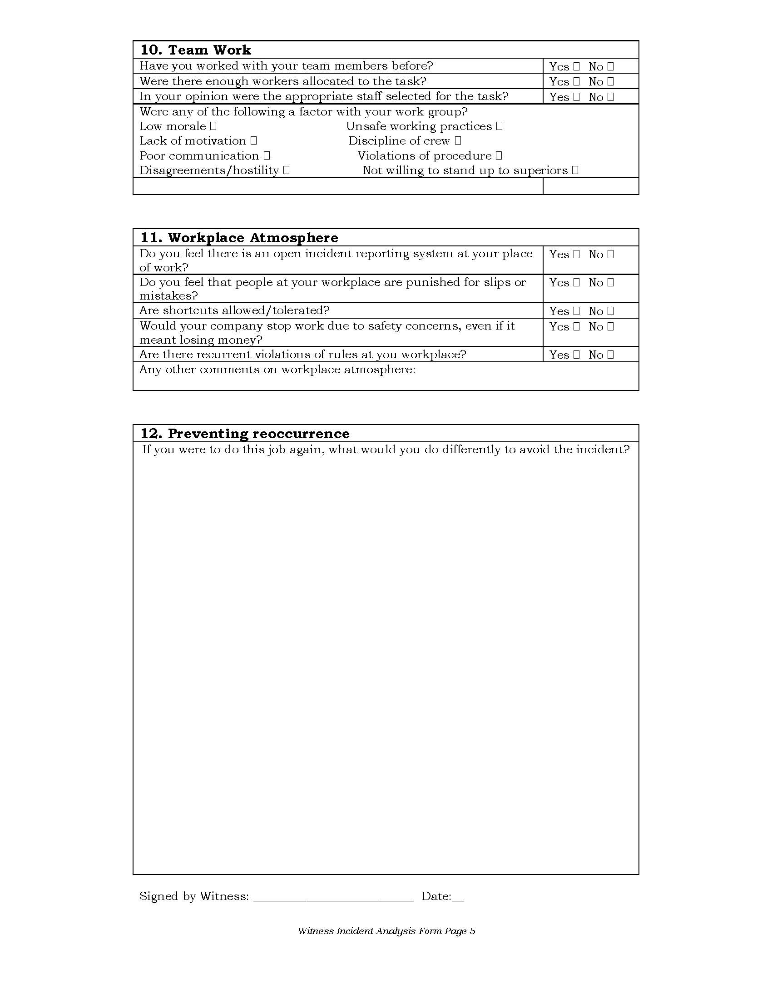 10. Team Work
Have you worked with your team members before? Yes □ No □
Were there enough workers allocated to the task? Yes □ No □
In your opinion were the appropriate staff selected for the task? Yes □ No □
Were any of the following a factor with your work group?
Low morale □ Unsafe working practices □
Lack of motivation □ Discipline of crew □
Poor communication □ Violations of procedure □
Disagreements/hostility □ Not willing to stand up to superiors □
11. Workplace Atmosphere
Do you feel there is an open incident reporting system at your place Yes □ No □
of work?
Do you feel that people at your workplace are punished for slips or Yes □ No □
mistakes?
Are shortcuts allowed/tolerated? Yes □ No □
Would your company stop work due to safety concerns, even if it Yes □ No □
meant losing money?
Are there recurrent violations of rules at you workplace? Yes □ No □
Any other comments on workplace atmosphere:
12. Preventing reoccurrence
If you were to do this job again, what would you do differently to avoid the incident?
Signed by Witness: ___________________________ Date:__
Witness Incident Analysis Form Page 5